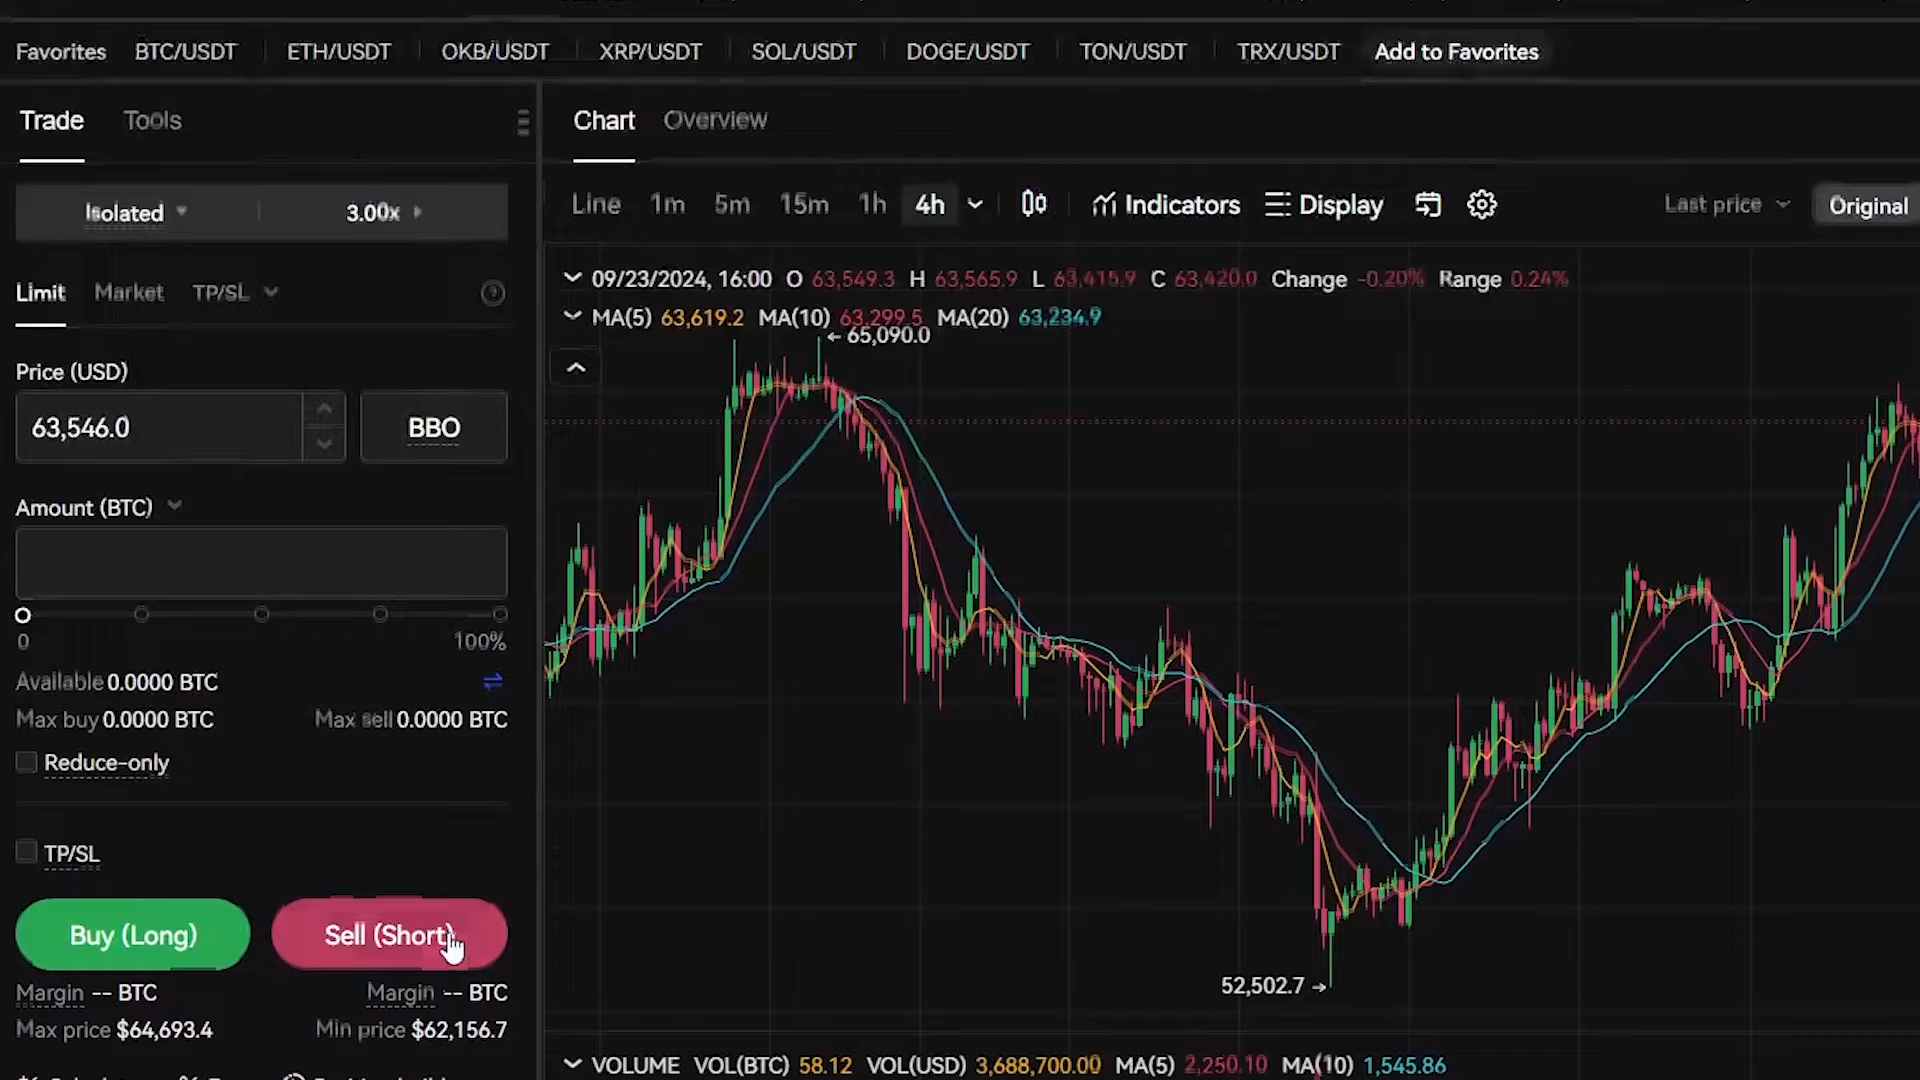 Favorites BTC/USDT ETH/USDT OKB/USDT XRP/USDT SOL/USDT DOGE/USDT TON/USDT TRX/USDT Add to Favorites
Trade Tools
Chart Overview
Isolated 3.00x
Line 1m 5m 15m 1h 4h Indicators Display Last price Original
Limit Market TP/SL
09/23/2024, 16:00 O 63,549.3 H 63,565.9 L 63,415.9 C 63,420.0 Change -0.20% Range 0.24%
MA(5) 63,619.2 MA(10) 63,299.5 MA(20) 63,234.9
65,090.0
Price (USD)
63,546.0 BBO
Amount (BTC)
0 100%
Available 0.0000 BTC
Max buy 0.0000 BTC Max sell 0.0000 BTC
Reduce-only
TP/SL
Buy (Long) Sell (Short)
52,502.7
Margin -- BTC Margin -- BTC
Max price $64,693.4 Min price $62,156.7
VOLUME VOL(BTC) 58.12 VOL(USD) 3,688,700.00 MA(5) 2,250.10 MA(10) 1,545.86